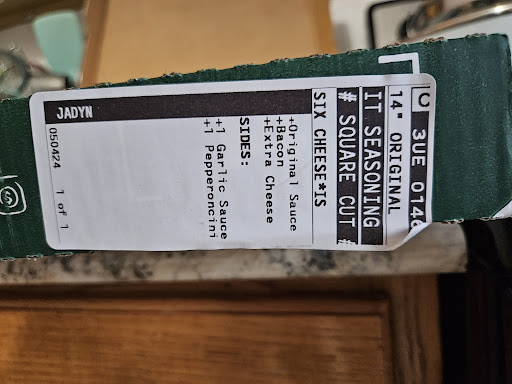 C 3UE 0146
14" ORIGINAL
IT SEASONING
# SQUARE CUT #
SIX CHEESE*IS
+Original Sauce
+Bacon
+Extra Cheese
SIDES:
+1 Garlic Sauce
+1 Pepperoncini
JADYN
050424 1 of 1